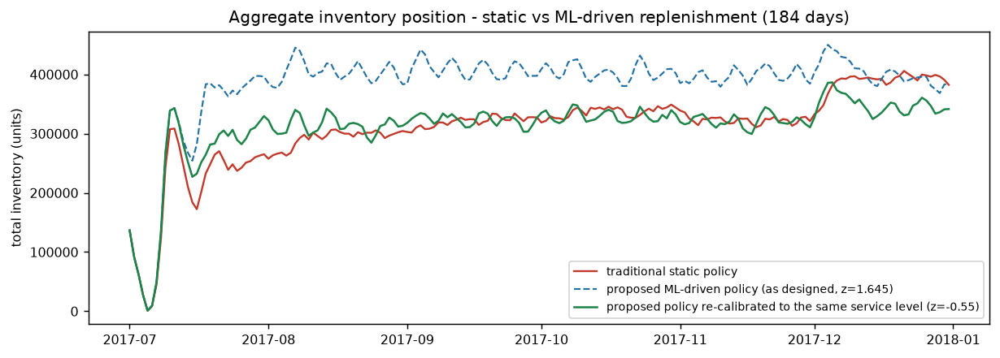 Aggregate inventory position - static vs ML-driven replenishment (184 days)
total inventory (units)
400000
300000
200000
100000
0
traditional static policy
proposed ML-driven policy (as designed, z=1.645)
proposed policy re-calibrated to the same service level (z=-0.55)
2017-07 2017-08 2017-09 2017-10 2017-11 2017-12 2018-01